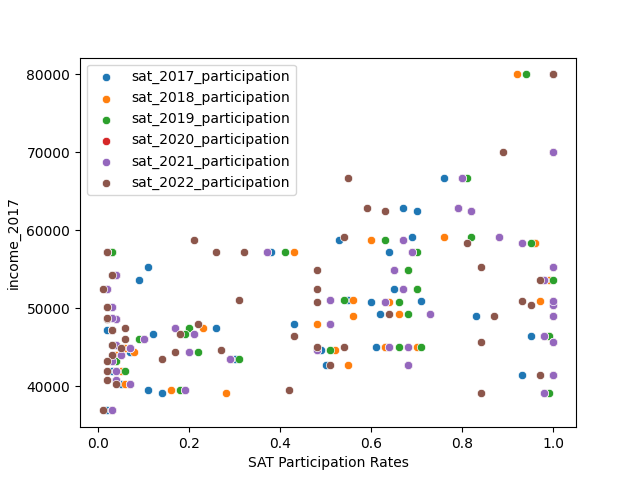 sat_2017_participation
sat_2018_participation
sat_2019_participation
sat_2020_participation
sat_2021_participation
sat_2022_participation
80000
70000
60000
50000
40000
income_2017
0.0 0.2 0.4 0.6 0.8 1.0
SAT Participation Rates